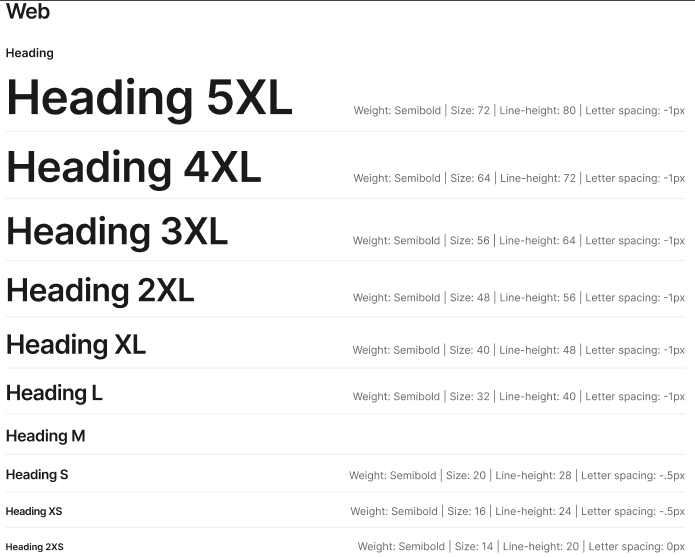 Web
Heading
Heading 5XL Weight: Semibold | Size: 72 | Line-height: 80 | Letter spacing: -1px
Heading 4XL Weight: Semibold | Size: 64 | Line-height: 72 | Letter spacing: -1px
Heading 3XL Weight: Semibold | Size: 56 | Line-height: 64 | Letter spacing: -1px
Heading 2XL Weight: Semibold | Size: 48 | Line-height: 56 | Letter spacing: -1px
Heading XL Weight: Semibold | Size: 40 | Line-height: 48 | Letter spacing: -1px
Heading L Weight: Semibold | Size: 32 | Line-height: 40 | Letter spacing: -1px
Heading M
Heading S Weight: Semibold | Size: 20 | Line-height: 28 | Letter spacing: -.5px
Heading XS Weight: Semibold | Size: 16 | Line-height: 24 | Letter spacing: -.5px
Heading 2XS Weight: Semibold | Size: 14 | Line-height: 20 | Letter spacing: 0px